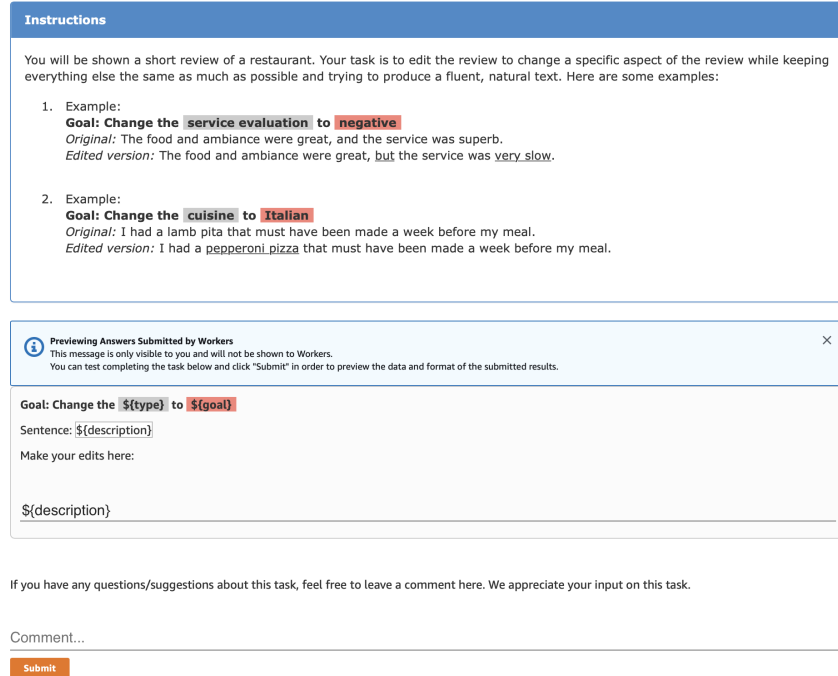 Instructions
You will be shown a short review of a restaurant. Your task is to edit the review to change a specific aspect of the review while keeping
everything else the same as much as possible and trying to produce a fluent, natural text. Here are some examples:
1. Example:
Goal: Change the service evaluation to negative
Original: The food and ambiance were great, and the service was superb.
Edited version: The food and ambiance were great, but the service was very slow.
2. Example:
Goal: Change the cuisine to Italian
Original: I had a lamb pita that must have been made a week before my meal.
Edited version: I had a pepperoni pizza that must have been made a week before my meal.
Previewing Answers Submitted by Workers
This message is only visible to you and will not be shown to Workers.
You can test completing the task below and click "Submit" in order to preview the data and format of the submitted results.
Goal: Change the ${type} to ${goal}
Sentence: ${description}
Make your edits here:
${description}
If you have any questions/suggestions about this task, feel free to leave a comment here. We appreciate your input on this task.
Comment...
Submit